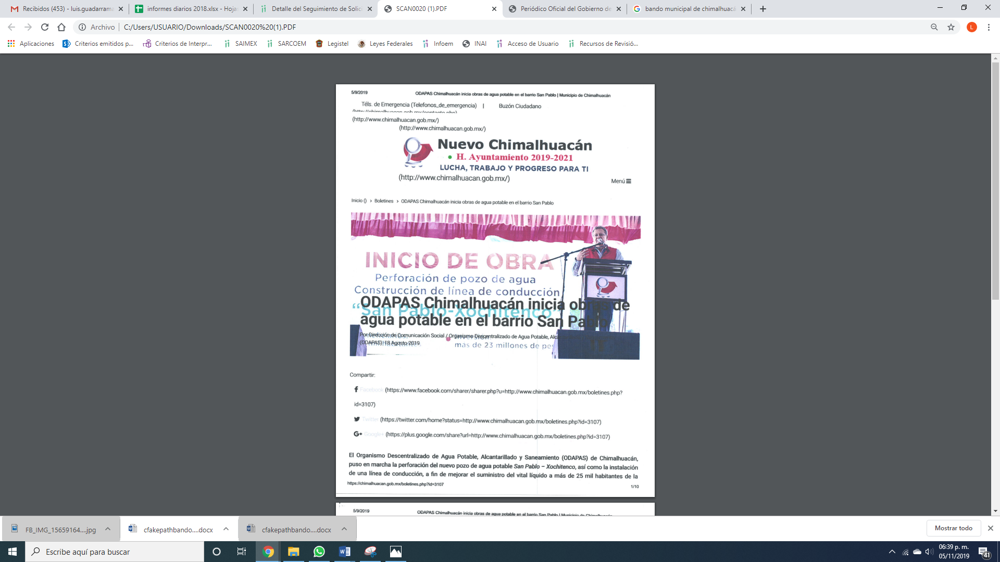 Recibidos (453) - luis.guadarrama
informes diarios 2018.xlsx - Hoja
Detalle del Seguimiento de Solici
SCAN0020 (1).PDF
Periódico Oficial del Gobierno de
bando municipal de chimalhuacá
Archivo | C:/Users/USUARIO/Downloads/SCAN0020%20(1).PDF
L
Aplicaciones
Criterios emitidos p...
Criterios de Interpr...
SAIMEX
SARCOEM
Legistel
Leyes Federales
Infoem
INAI
Acceso de Usuario
Recursos de Revisió...
5/9/2019 ODAPAS Chimalhuacán inicia obras de agua potable en el barrio San Pablo | Municipio de Chimalhuacán
Téls. de Emergencia (Telefonos_de_emergencia) | Buzón Ciudadano
(http://chimalhuacan.gob.mx/contacto.php)
(http://www.chimalhuacan.gob.mx/)
(http://www.chimalhuacan.gob.mx/)
Nuevo Chimalhuacán
H. Ayuntamiento 2019-2021
LUCHA, TRABAJO Y PROGRESO PARA TI
(http://www.chimalhuacan.gob.mx/)
Menú
Inicio () > Boletines > ODAPAS Chimalhuacán inicia obras de agua potable en el barrio San Pablo
INICIO DE OBRA
Perforación de pozo de agua
Construcción de línea de conducción
“San Pablo-Xochitenco”
ODAPAS Chimalhuacán inicia obras de
agua potable en el barrio San Pablo
Por Dirección de Comunicación Social / Organismo Descentralizado de Agua Potable,
(ODAPAS) 18 Agosto 2019
mas de 23 millones de
Compartir:
Facebook (https://www.facebook.com/sharer/sharer.php?u=http://www.chimalhuacan.gob.mx/boletines.php?
id=3107)
Twitter (https://twitter.com/home?status=http://www.chimalhuacan.gob.mx/boletines.php?id=3107)
G+ Google+ (https://plus.google.com/share?url=http://www.chimalhuacan.gob.mx/boletines.php?id=3107)
El Organismo Descentralizado de Agua Potable, Alcantarillado y Saneamiento (ODAPAS) de Chimalhuacán,
puso en marcha la perforación del nuevo pozo de agua potable San Pablo – Xochitenco, así como la instalación
de una línea de conducción, a fin de mejorar el suministro del vital líquido a más de 25 mil habitantes de la
https://chimalhuacan.gob.mx/boletines.php?id=3107 1/10
5/9/2019 ODAPAS Chimalhuacán inicia obras de agua potable en el barrio San Pablo | Municipio de Chimalhuacán
FB_IMG_15659164....jpg
cfakepathbando....docx
cfakepathbando....docx
Mostrar todo
Escribe aquí para buscar
06:39 p. m.
05/11/2019
41